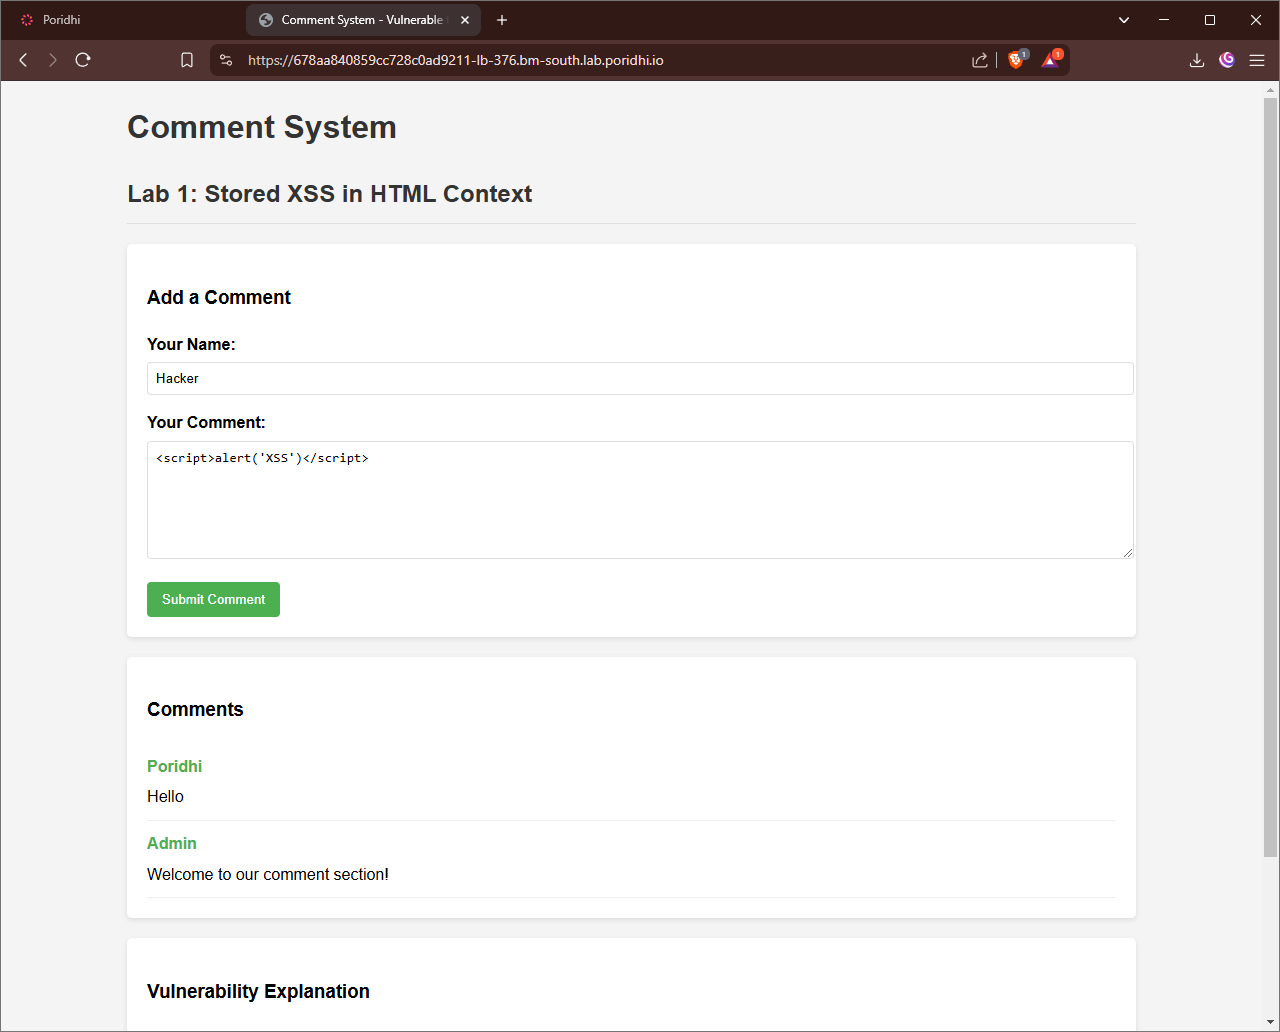 Poridhi
Comment System - Vulnerable
https://678aa840859cc728c0ad9211-lb-376.bm-south.lab.poridhi.io
1
1
Comment System
Lab 1: Stored XSS in HTML Context
Add a Comment
Your Name:
Hacker
Your Comment:
<script>alert('XSS')</script>
Submit Comment
Comments
Poridhi
Hello
Admin
Welcome to our comment section!
Vulnerability Explanation